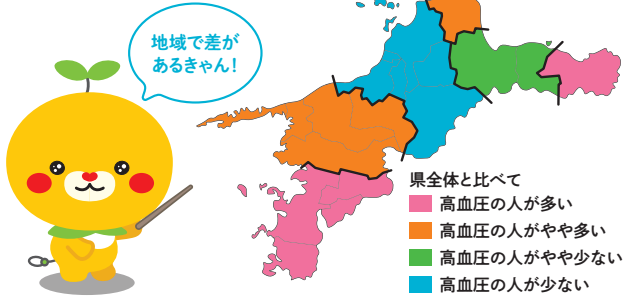 地域で差が
あるきゃん!
県全体と比べて
高血圧の人が多い
高血圧の人がやや多い
高血圧の人がやや少ない
高血圧の人が少ない